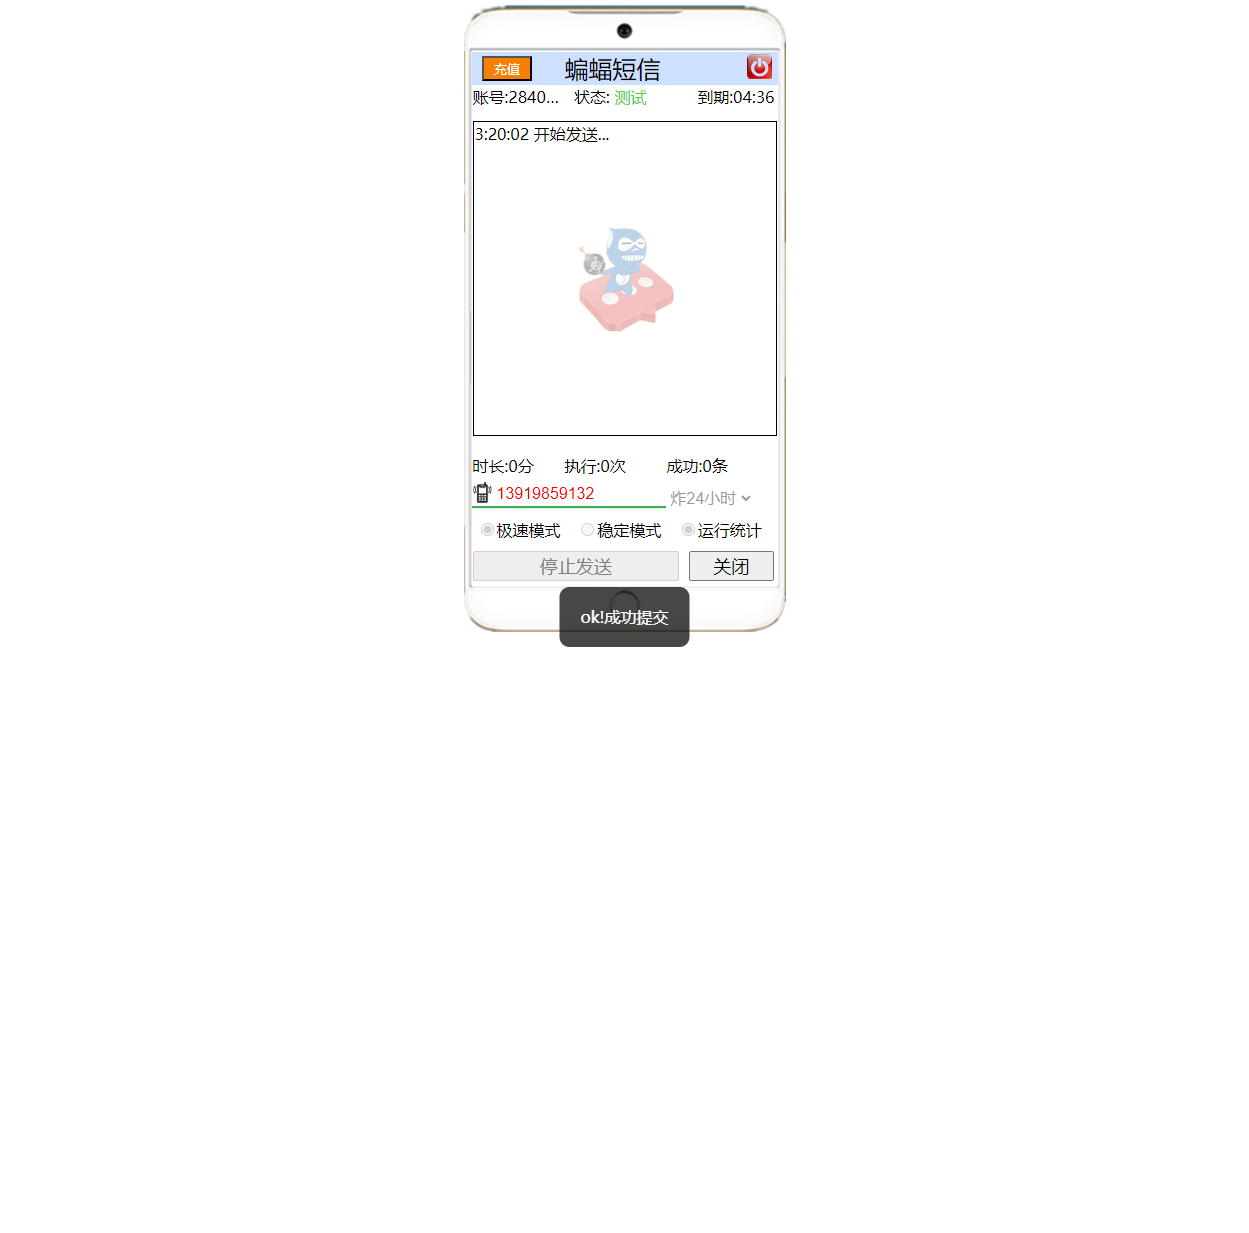 充值 蝙蝠短信
账号:2840... 状态: 测试 到期:04:36
3:20:02 开始发送...
时长:0分 执行:0次 成功:0条
13919859132 炸24小时
极速模式 稳定模式 运行统计
停止发送 关闭
ok!成功提交